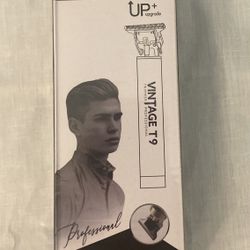 UP+
upgrade
VINTAGE T9
Professional